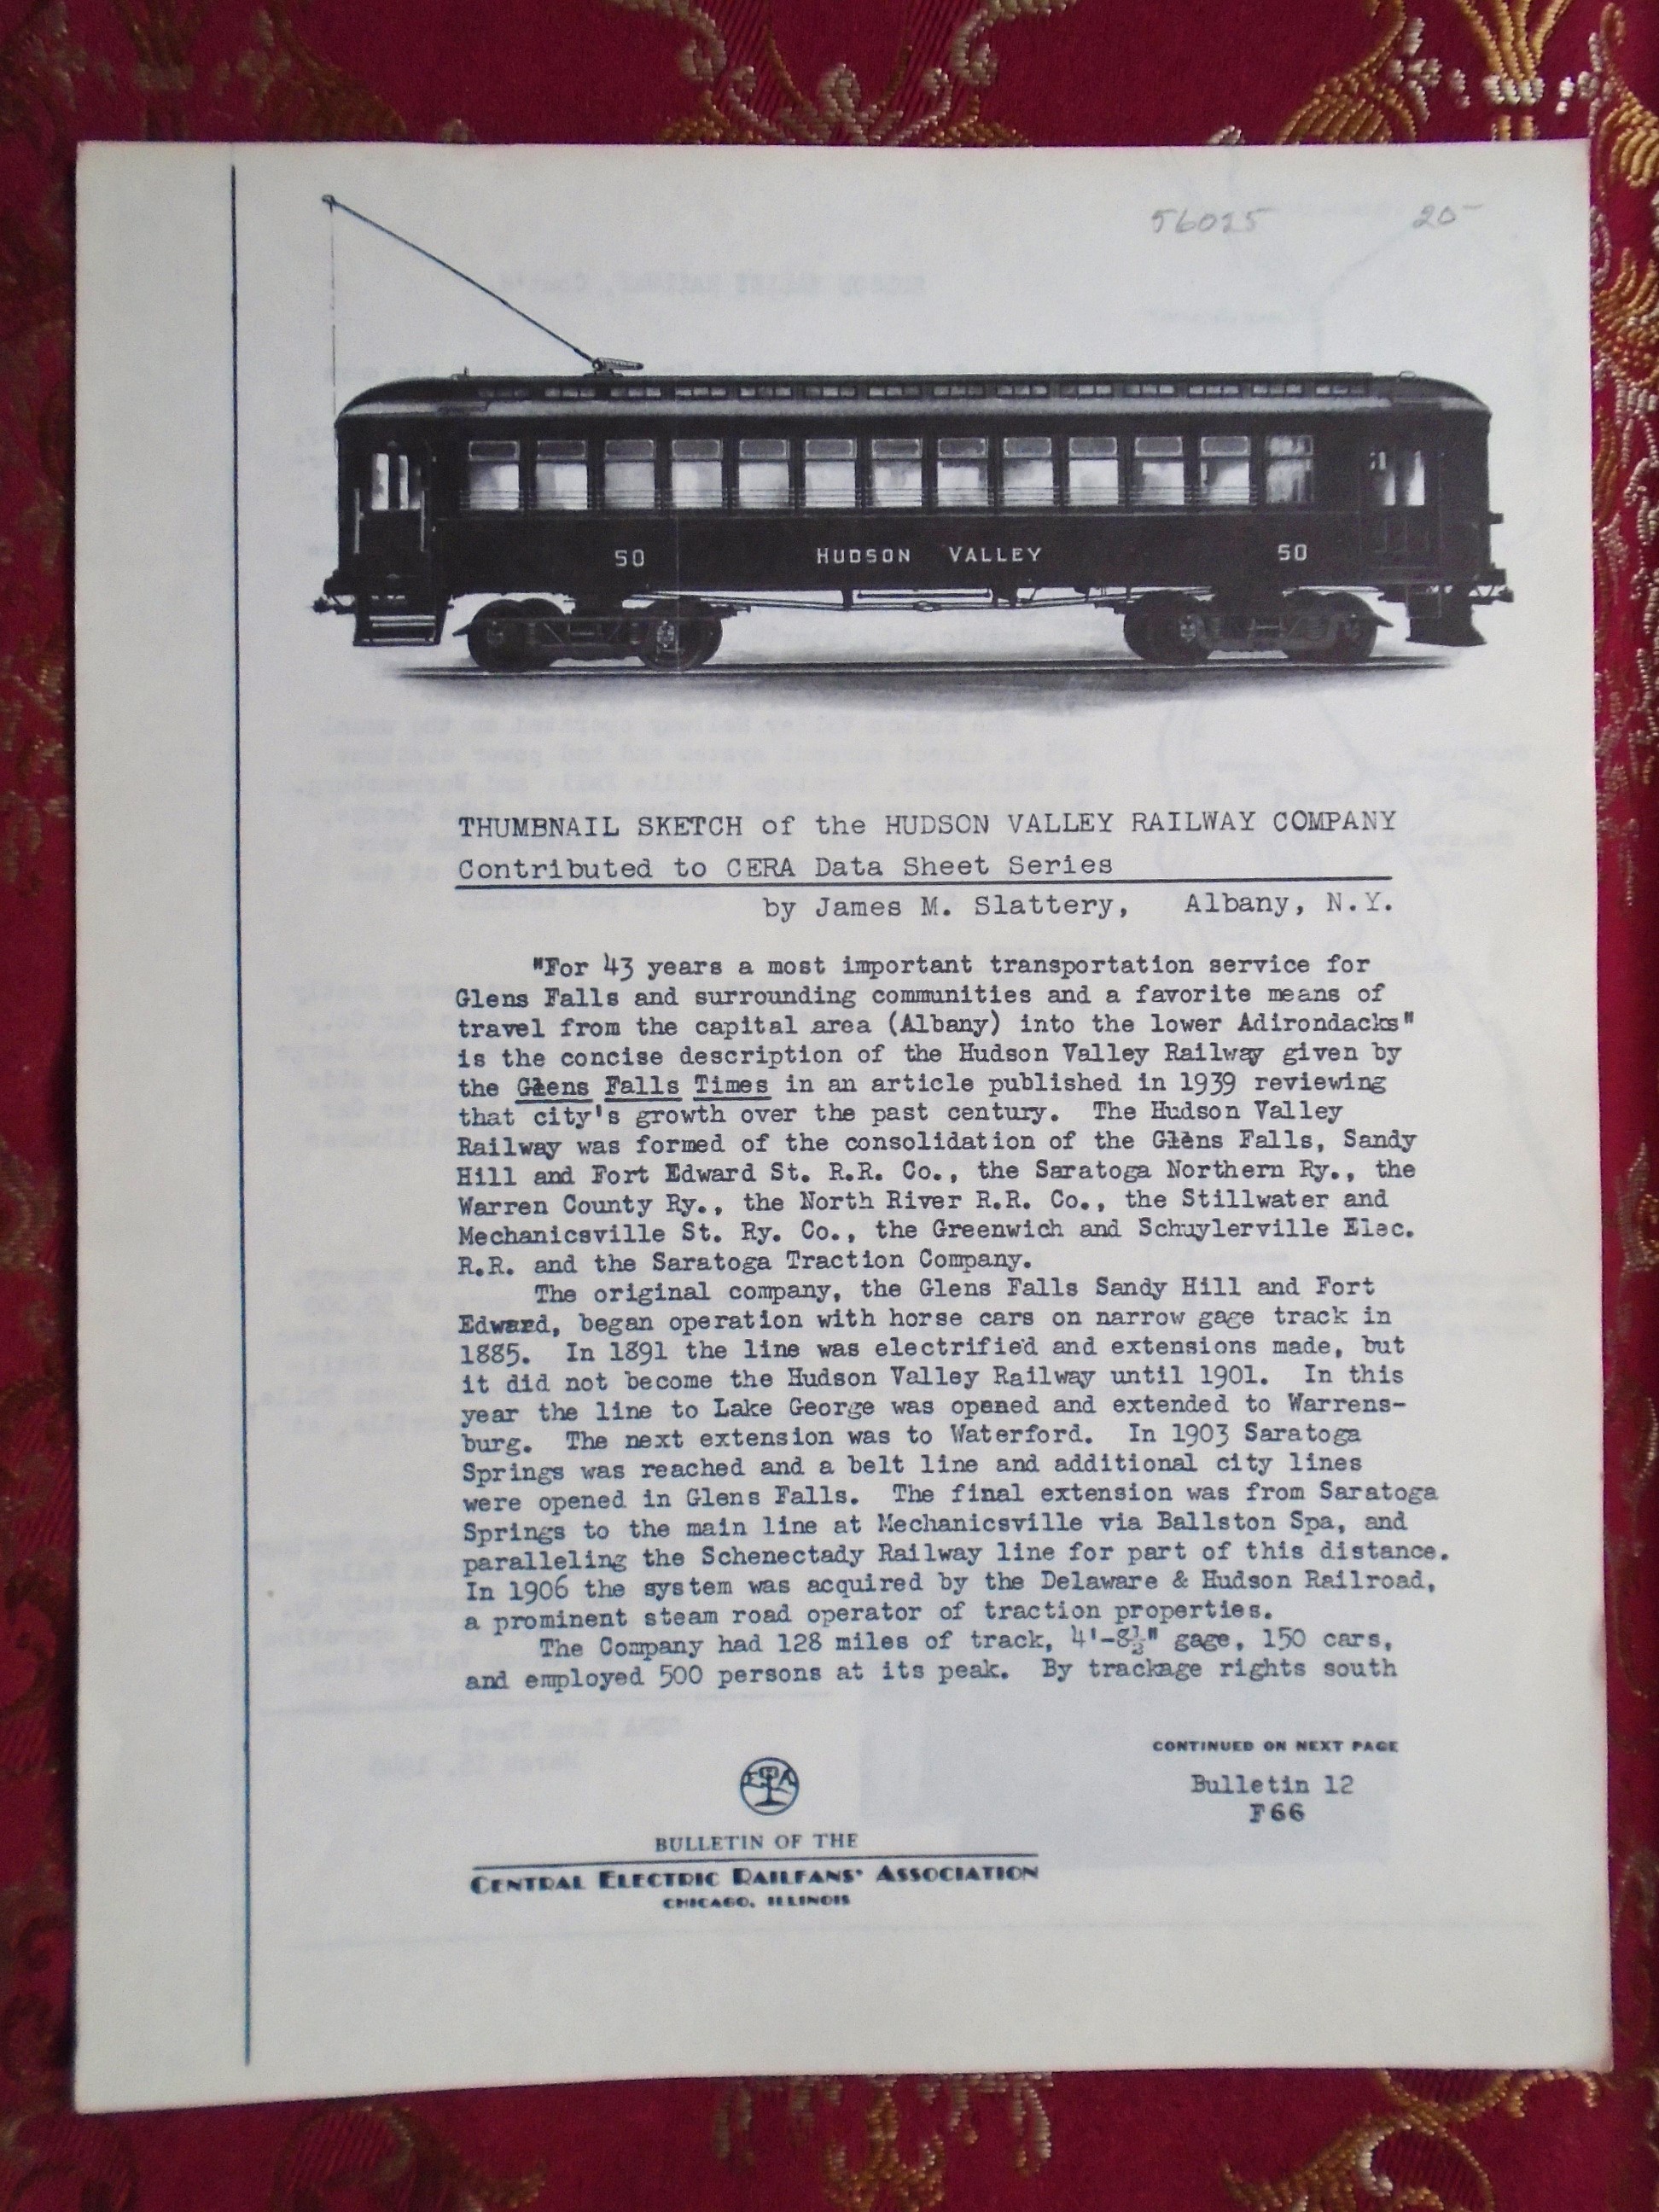 56025 20-
50 HUDSON VALLEY 50
THUMBNAIL SKETCH of the HUDSON VALLEY RAILWAY COMPANY
Contributed to CERA Data Sheet Series
by James M. Slattery, Albany, N.Y.
"For 43 years a most important transportation service for
Glens Falls and surrounding communities and a favorite means of
travel from the capital area (Albany) into the lower Adirondacks"
is the concise description of the Hudson Valley Railway given by
the Glens Falls Times in an article published in 1939 reviewing
that city's growth over the past century. The Hudson Valley
Railway was formed of the consolidation of the Glens Falls, Sandy
Hill and Fort Edward St. R.R. Co., the Saratoga Northern Ry., the
Warren County Ry., the North River R.R. Co., the Stillwater and
Mechanicsville St. Ry. Co., the Greenwich and Schuylerville Elec.
R.R. and the Saratoga Traction Company.
The original company, the Glens Falls Sandy Hill and Fort
Edward, began operation with horse cars on narrow gage track in
1885. In 1891 the line was electrified and extensions made, but
it did not become the Hudson Valley Railway until 1901. In this
year the line to Lake George was opened and extended to Warrens-
burg. The next extension was to Waterford. In 1903 Saratoga
Springs was reached and a belt line and additional city lines
were opened in Glens Falls. The final extension was from Saratoga
Springs to the main line at Mechanicsville via Ballston Spa, and
paralleling the Schenectady Railway line for part of this distance.
In 1906 the system was acquired by the Delaware & Hudson Railroad,
a prominent steam road operator of traction properties.
The Company had 128 miles of track, 4'-8½" gage, 150 cars,
and employed 500 persons at its peak. By trackage rights south
CONTINUED ON NEXT PAGE
Bulletin 12
F66
BULLETIN OF THE
CENTRAL ELECTRIC RAILFANS' ASSOCIATION
CHICAGO, ILLINOIS